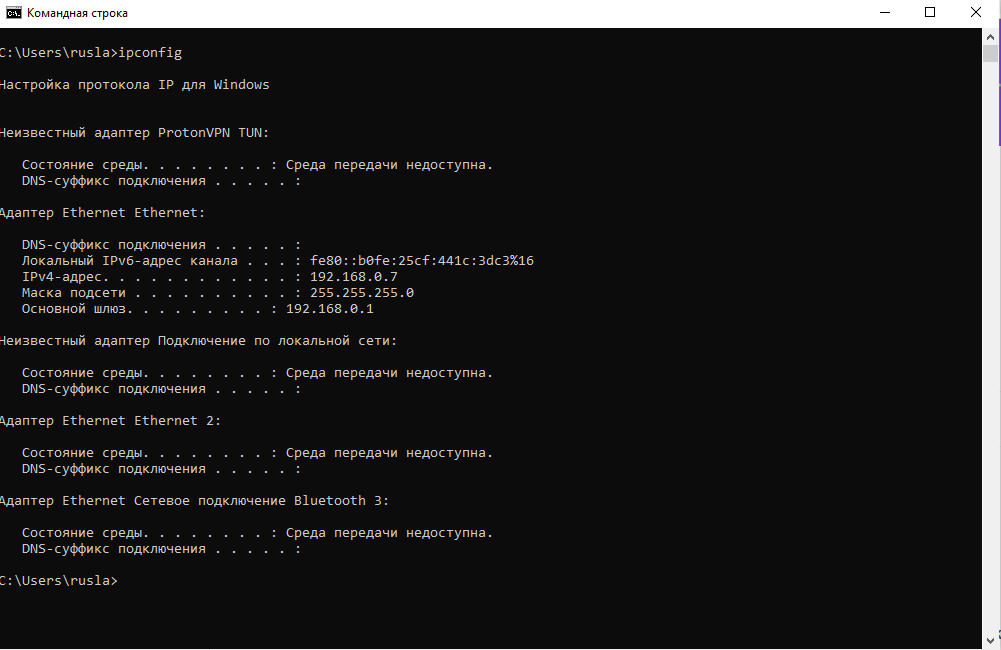 Командная строка
C:\Users\rusla>ipconfig
Настройка протокола IP для Windows
Неизвестный адаптер ProtonVPN TUN:
Состояние среды. . . . . . . . : Среда передачи недоступна.
DNS-суффикс подключения . . . . . :
Адаптер Ethernet Ethernet:
DNS-суффикс подключения . . . . . :
Локальный IPv6-адрес канала . . . : fe80::b0fe:25cf:441c:3dc3%16
IPv4-адрес. . . . . . . . . . . . : 192.168.0.7
Маска подсети . . . . . . . . . . : 255.255.255.0
Основной шлюз. . . . . . . . . : 192.168.0.1
Неизвестный адаптер Подключение по локальной сети:
Состояние среды. . . . . . . . : Среда передачи недоступна.
DNS-суффикс подключения . . . . . :
Адаптер Ethernet Ethernet 2:
Состояние среды. . . . . . . . : Среда передачи недоступна.
DNS-суффикс подключения . . . . . :
Адаптер Ethernet Сетевое подключение Bluetooth 3:
Состояние среды. . . . . . . . : Среда передачи недоступна.
DNS-суффикс подключения . . . . . :
C:\Users\rusla>